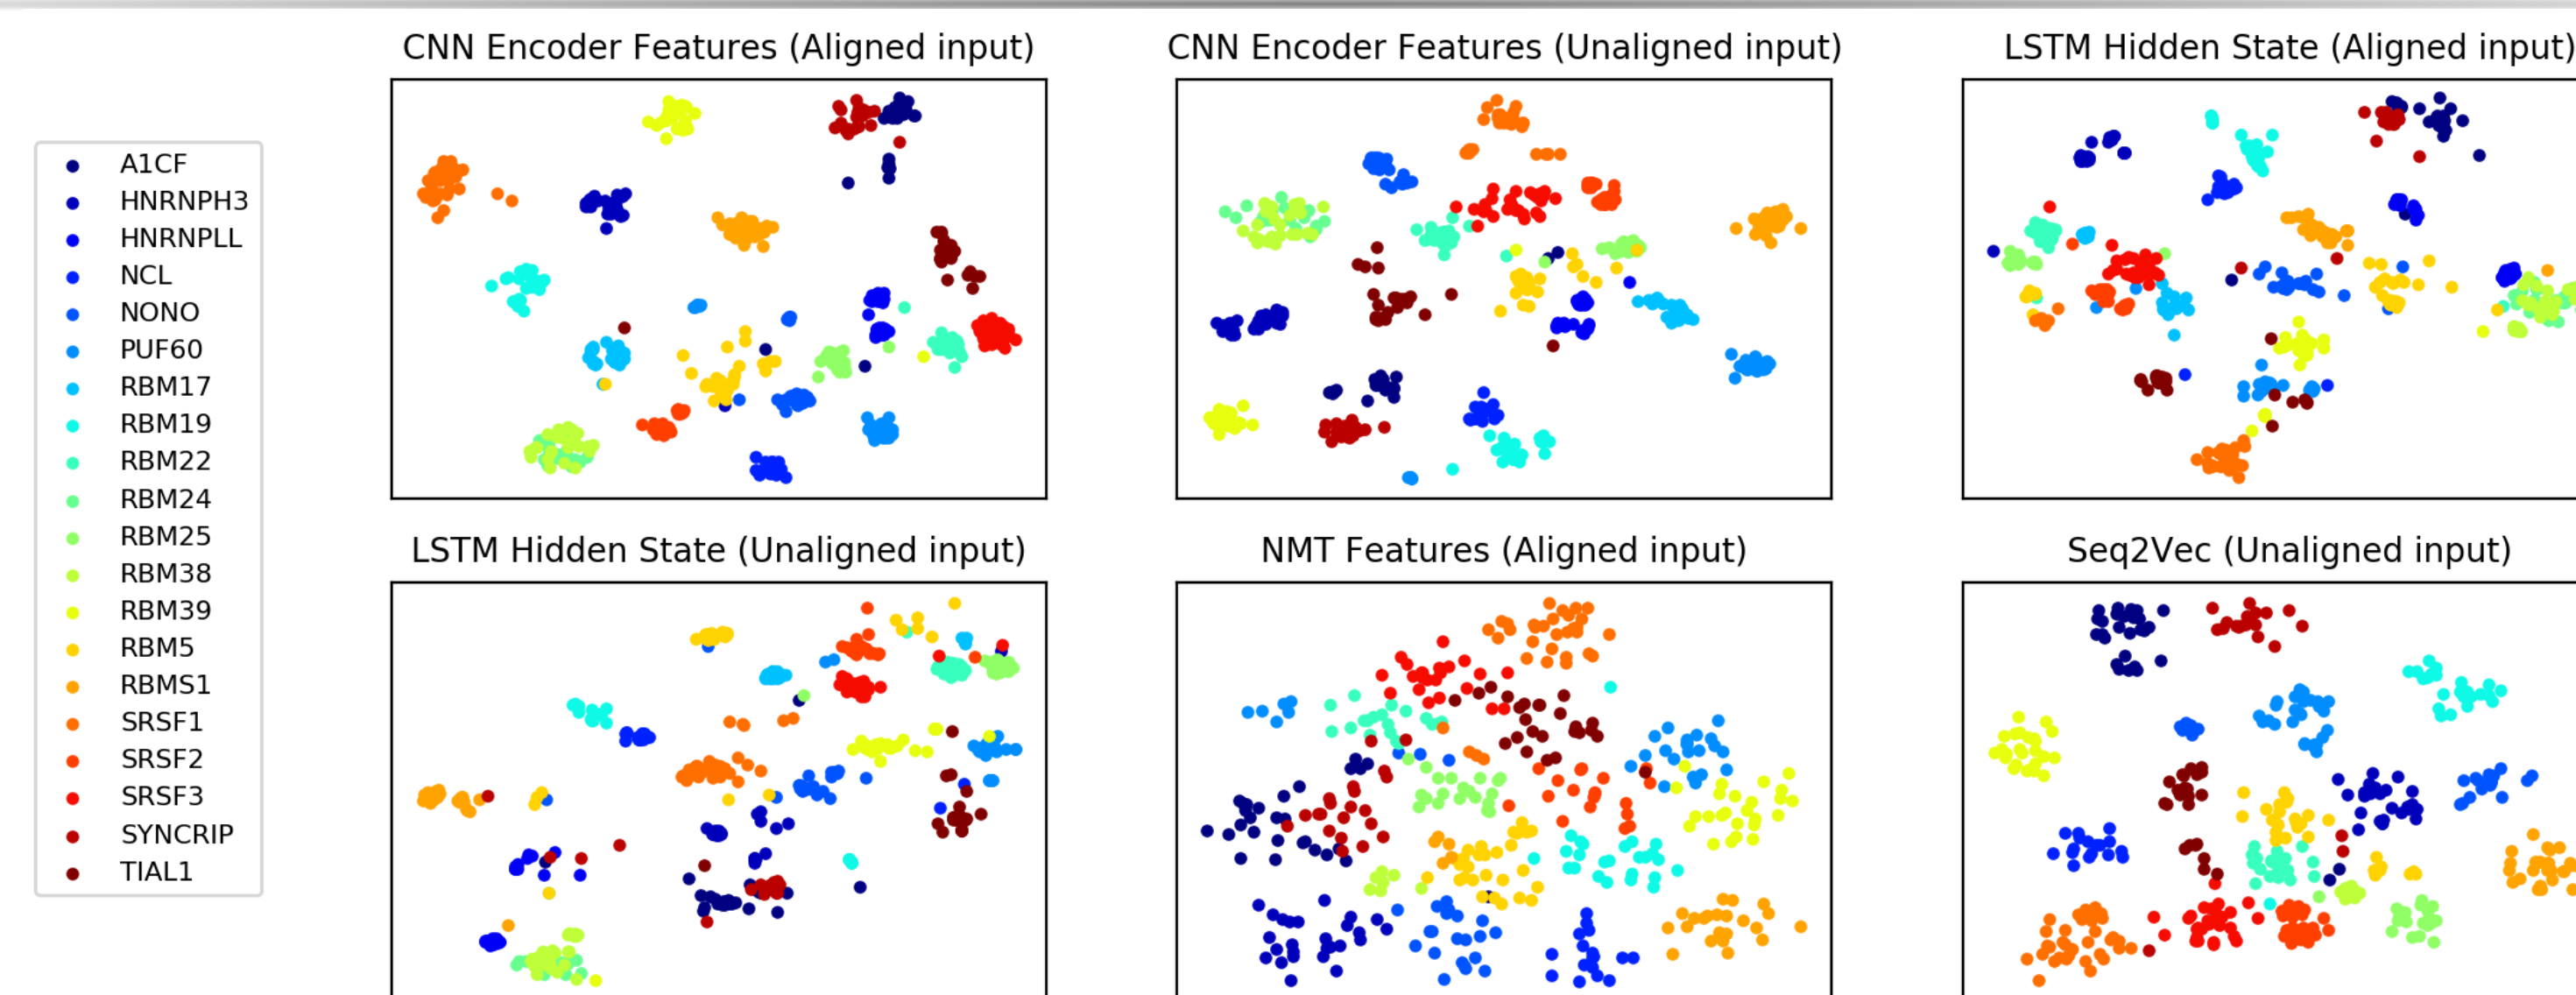 CNN Encoder Features (Aligned input)
CNN Encoder Features (Unaligned input)
LSTM Hidden State (Aligned input)
A1CF
HNRNPH3
HNRNPLL
NCL
NONO
PUF60
RBM17
RBM19
RBM22
RBM24
RBM25
RBM38
RBM39
RBM5
RBMS1
SRSF1
SRSF2
SRSF3
SYNCRIP
TIAL1
LSTM Hidden State (Unaligned input)
NMT Features (Aligned input)
Seq2Vec (Unaligned input)